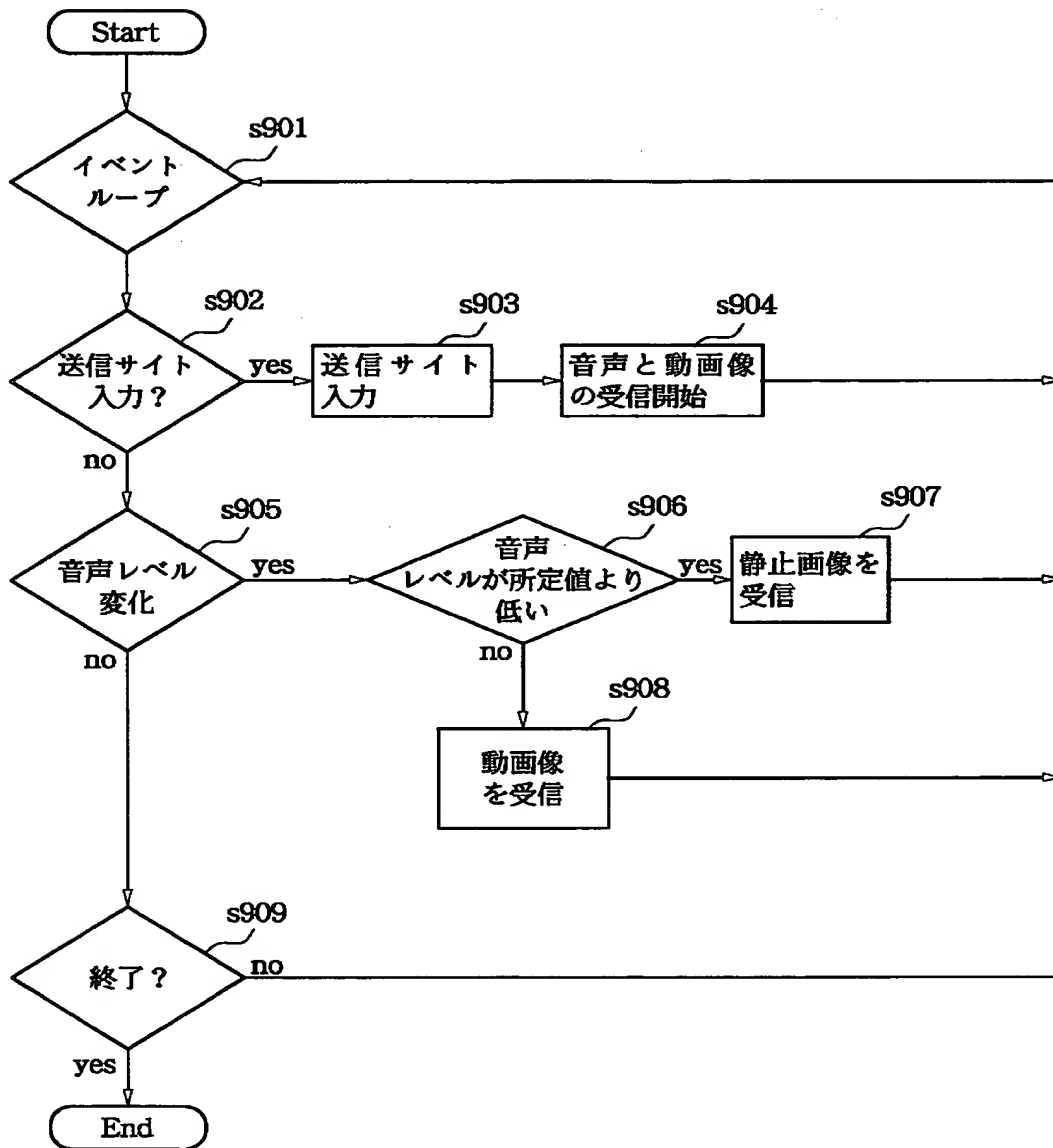 Start
s901
イベント
ループ
s902
送信サイト
入力？
yes
s903
送信サイト
入力
s904
音声と動画像
の受信開始
no
s905
音声レベル
変化
yes
s906
音声
レベルが所定値より
低い
yes
s907
静止画像を
受信
no
no
s908
動画像
を受信
s909
終了？
no
yes
End